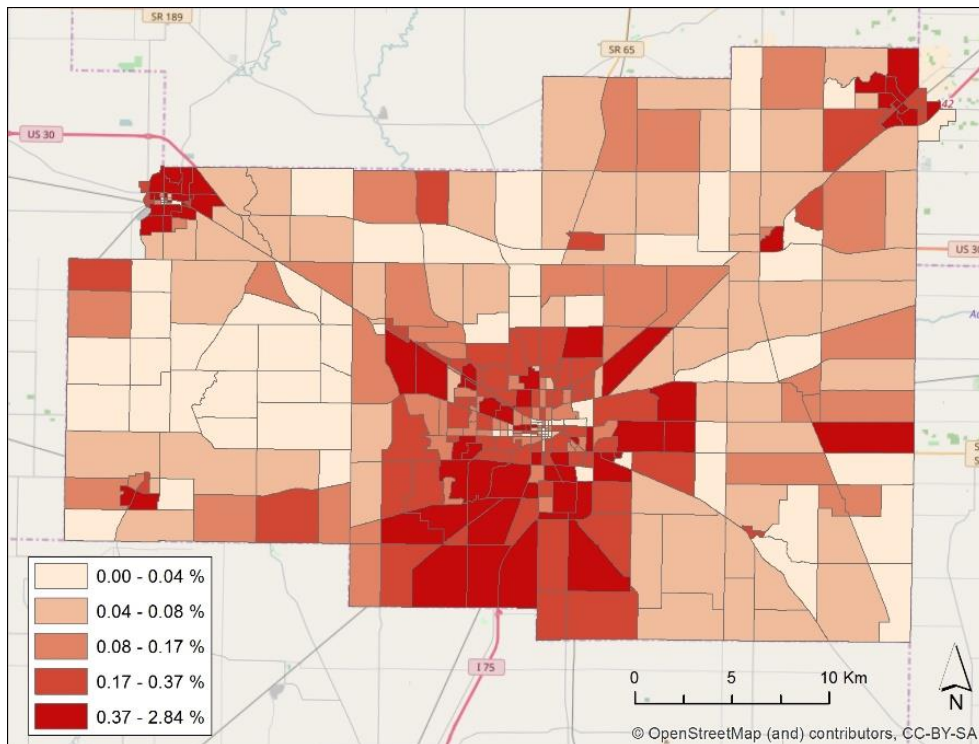 SR 189
SR 65
US 30
42
US 30
I 75
0.00 - 0.04 %
0.04 - 0.08 %
0.08 - 0.17 %
0.17 - 0.37 %
0.37 - 2.84 %
0 5 10 Km
N
© OpenStreetMap (and) contributors, CC-BY-SA